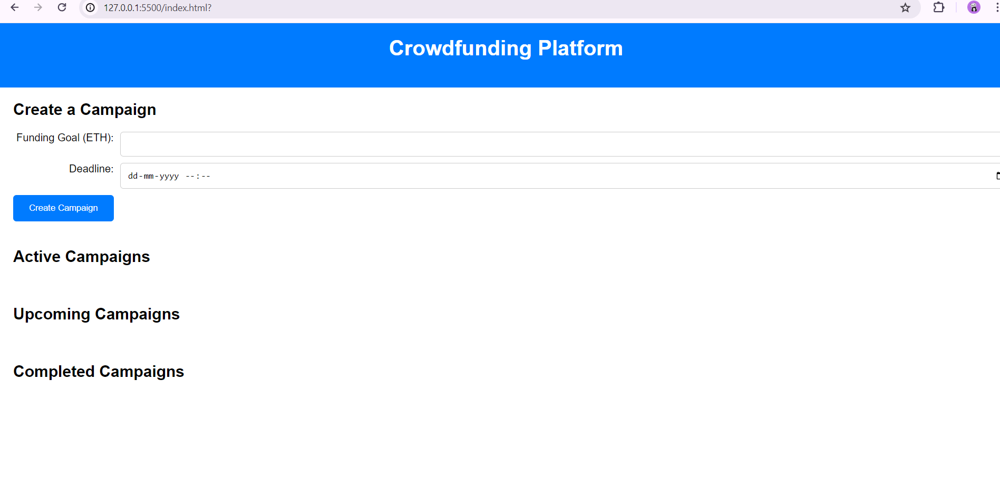 127.0.0.1:5500/index.html?
Crowdfunding Platform
Create a Campaign
Funding Goal (ETH):
Deadline:
dd-mm-yyyy --:--
Create Campaign
Active Campaigns
Upcoming Campaigns
Completed Campaigns